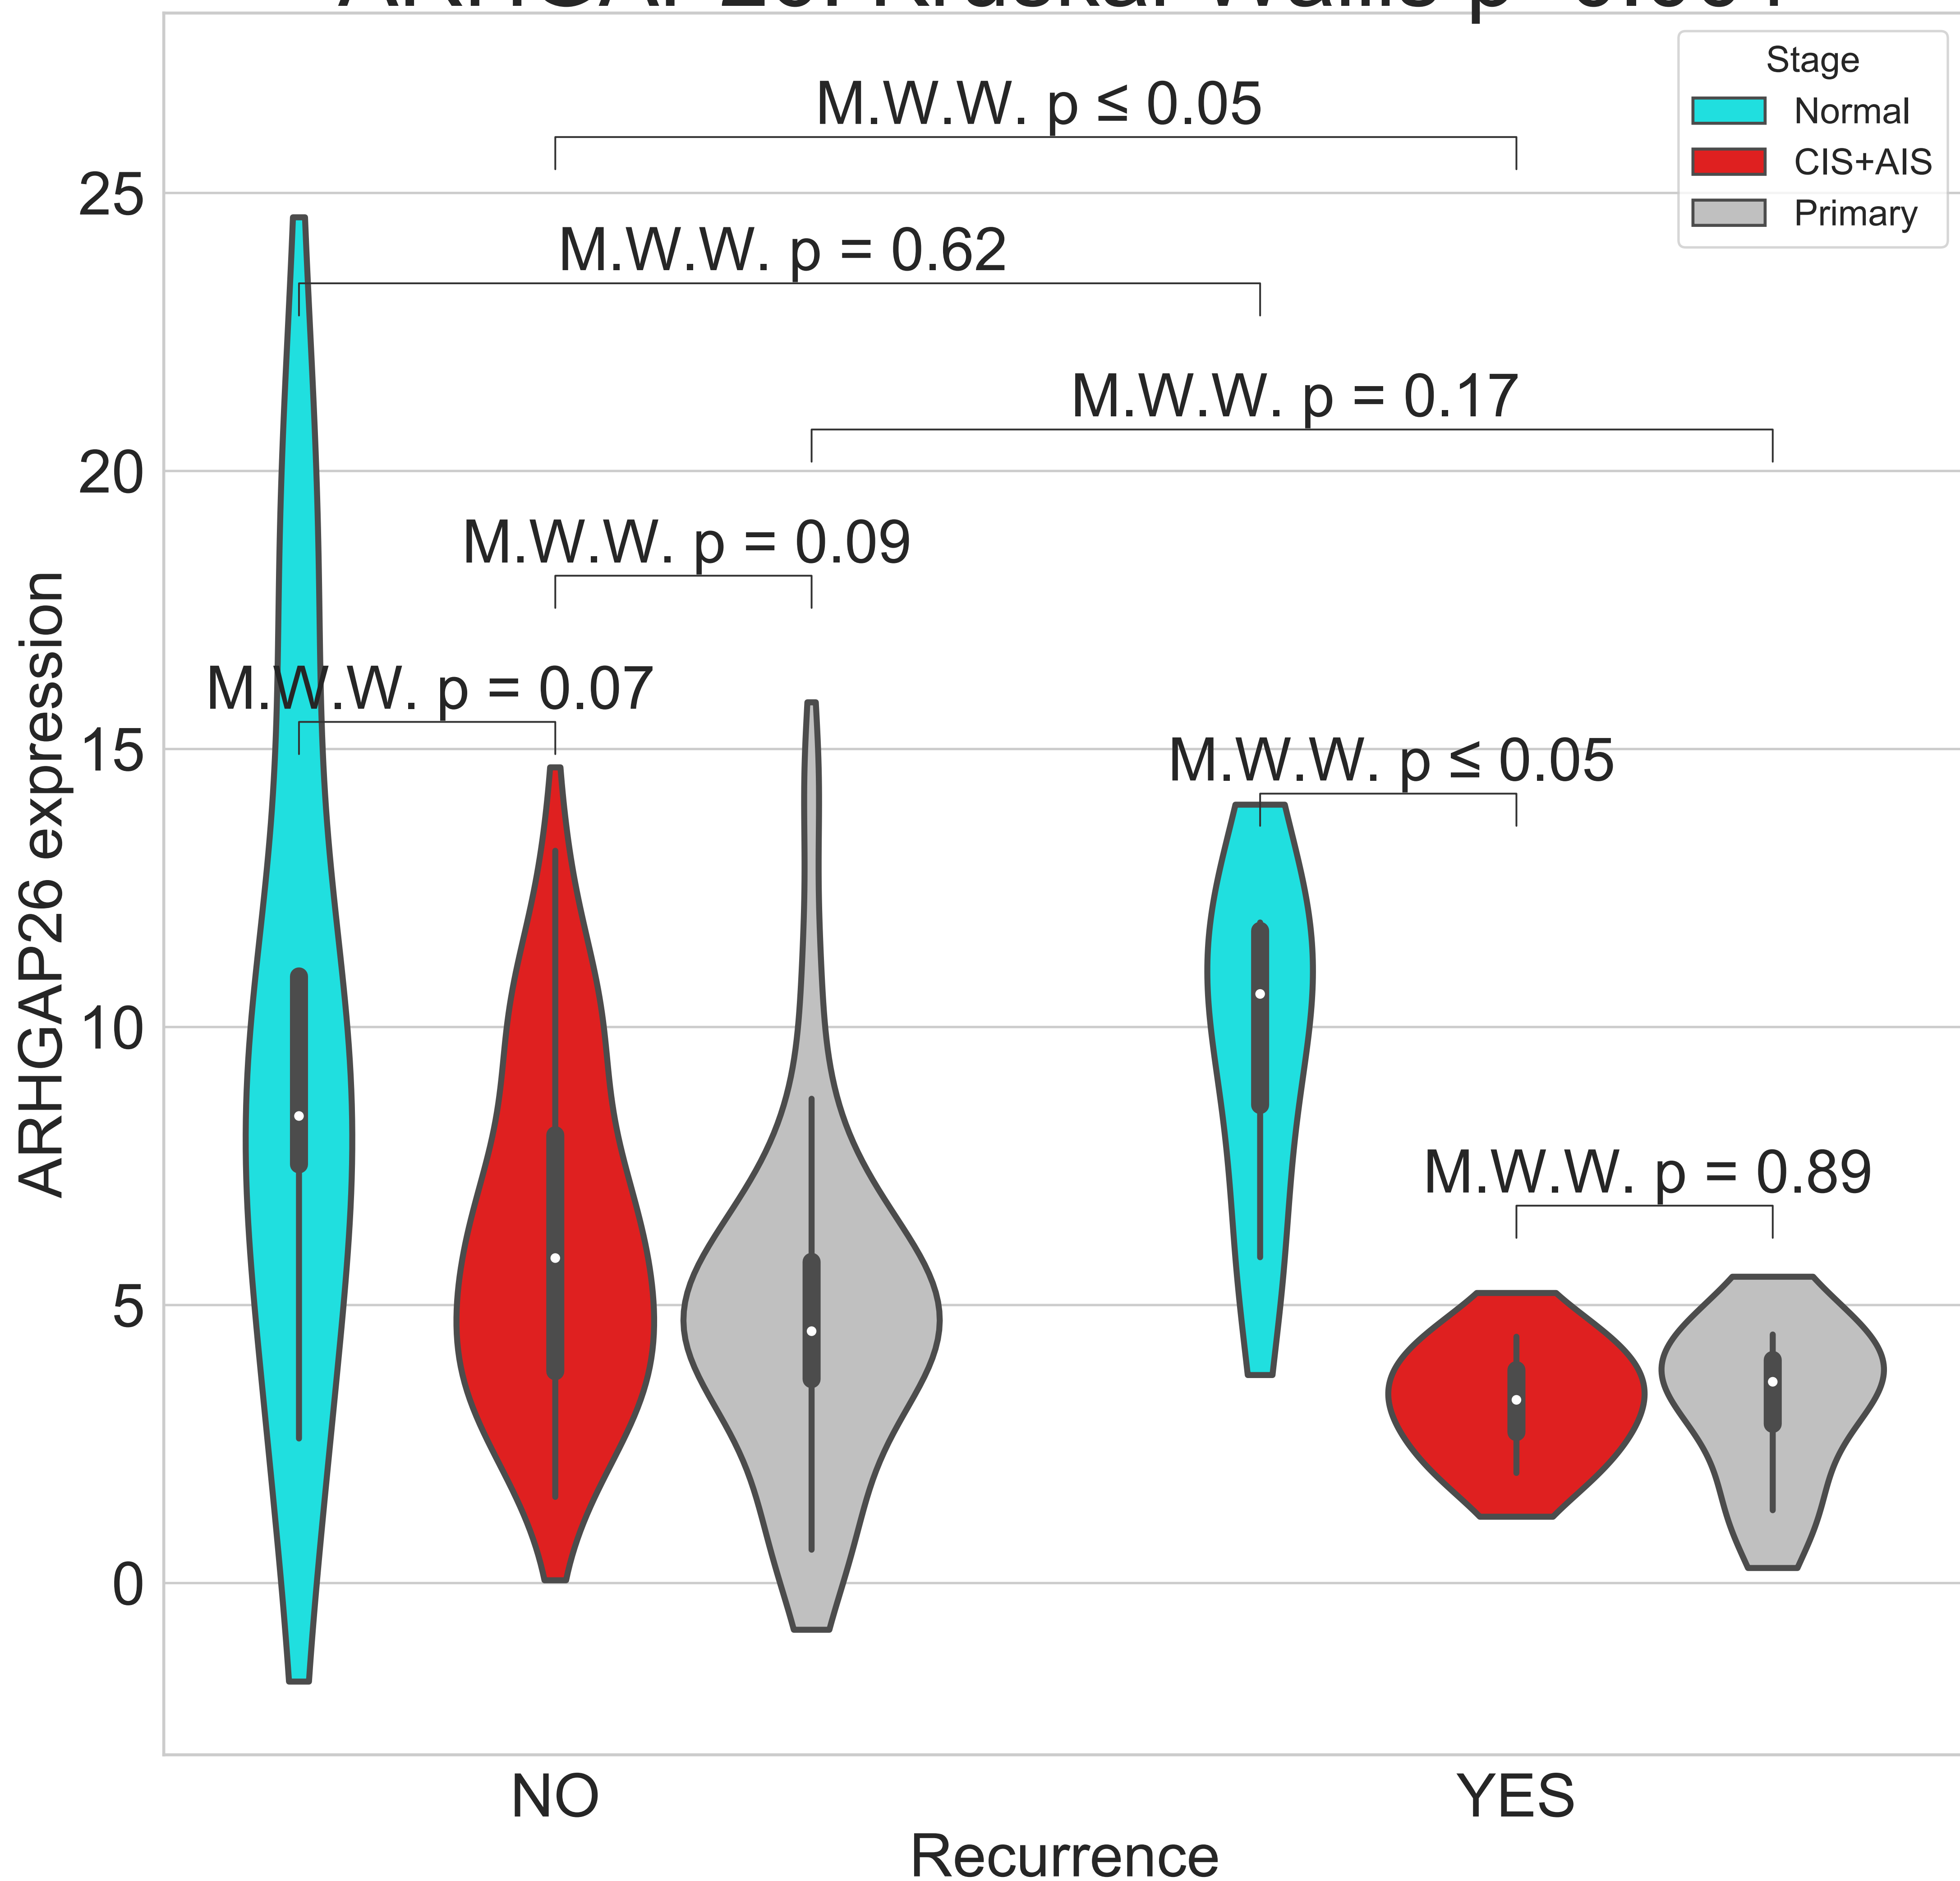 Stage
Normal
CIS+AIS
Primary
M.W.W. p ≤ 0.05
M.W.W. p = 0.62
M.W.W. p = 0.17
M.W.W. p = 0.09
M.W.W. p = 0.07
M.W.W. p ≤ 0.05
M.W.W. p = 0.89
25
20
15
10
5
0
ARHGAP26 expression
NO
YES
Recurrence